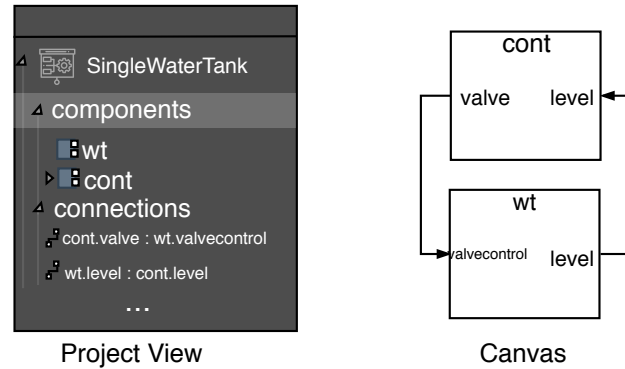 SingleWaterTank
components
wt
cont
connections
cont.valve : wt.valvecontrol
wt.level : cont.level
...
Project View
cont
valve level
wt
valvecontrol level
Canvas